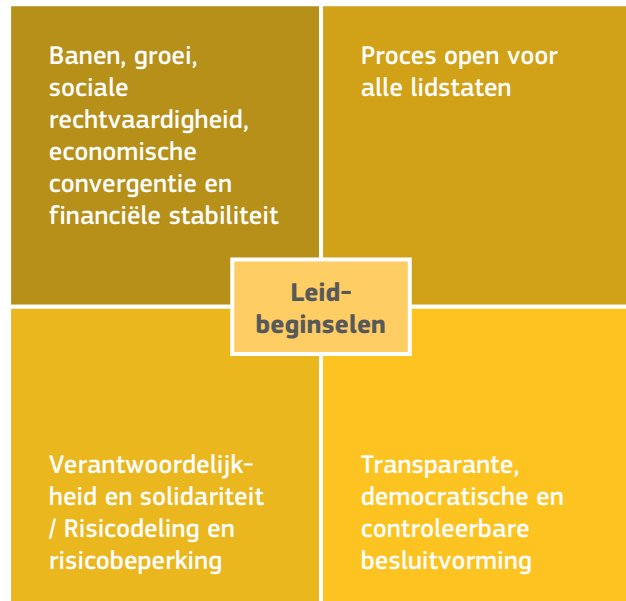 Banen, groei,
sociale
rechtvaardigheid,
economische
convergentie en
financiële stabiliteit
Proces open voor
alle lidstaten
Leid-
beginselen
Verantwoordelijk-
heid en solidariteit
/ Risicodeling en
risicobeperking
Transparante,
democratische en
controleerbare
besluitvorming